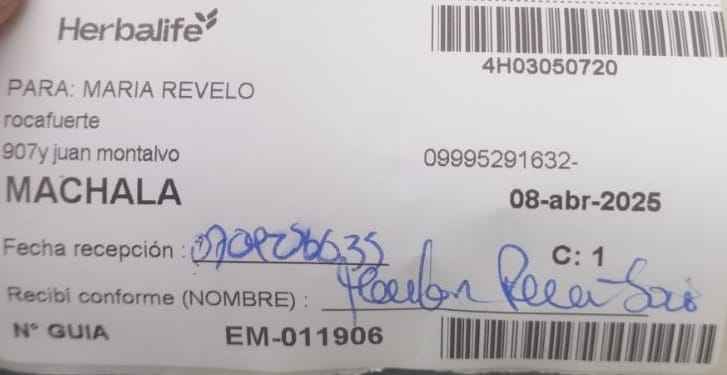 Herbalife
4H03050720
PARA: MARIA REVELO
rocafuerte
907y juan montalvo
09995291632-
MACHALA
08-abr-2025
Fecha recepción :
C: 1
Recibí conforme (NOMBRE) :
N° GUIA
EM-011906